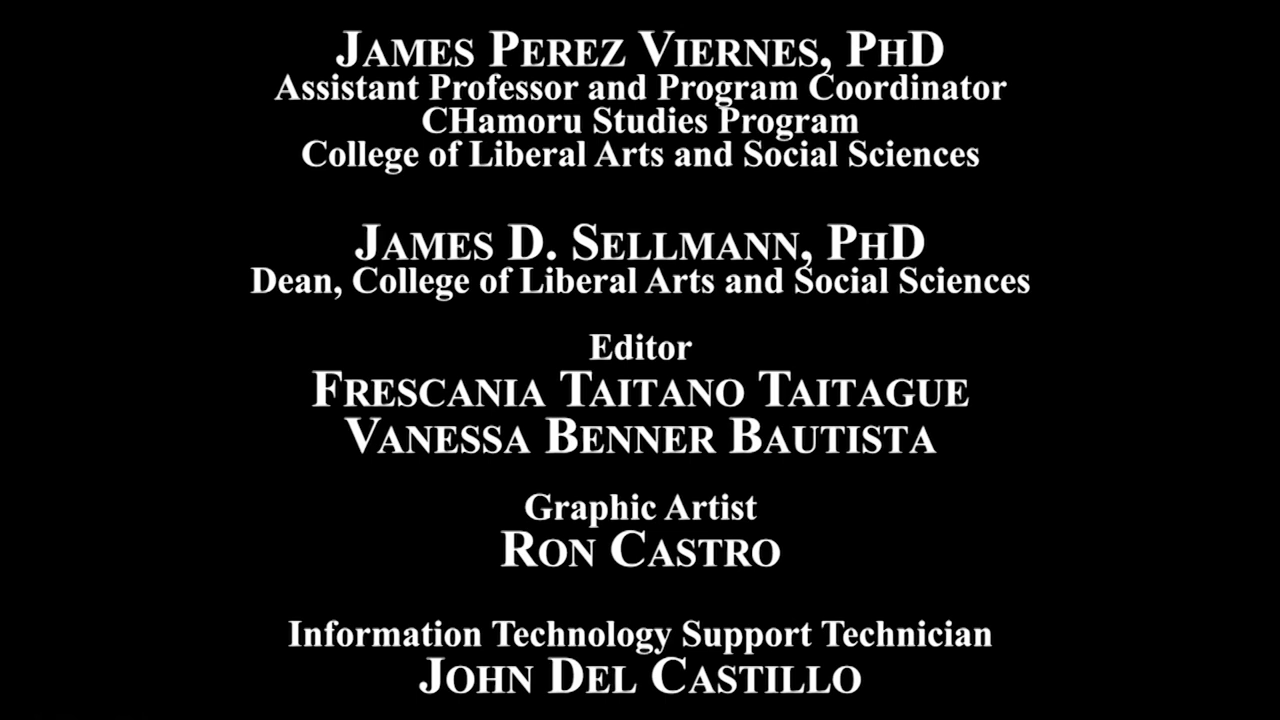 JAMES PEREZ VIERNES, PHD
Assistant Professor and Program Coordinator
CHamoru Studies Program
College of Liberal Arts and Social Sciences
JAMES D. SELLMANN, PHD
Dean, College of Liberal Arts and Social Sciences
Editor
FRESCANIA TAITANO TAITAGUE
VANESSA BENNER BAUTISTA
Graphic Artist
RON CASTRO
Information Technology Support Technician
JOHN DEL CASTILLO